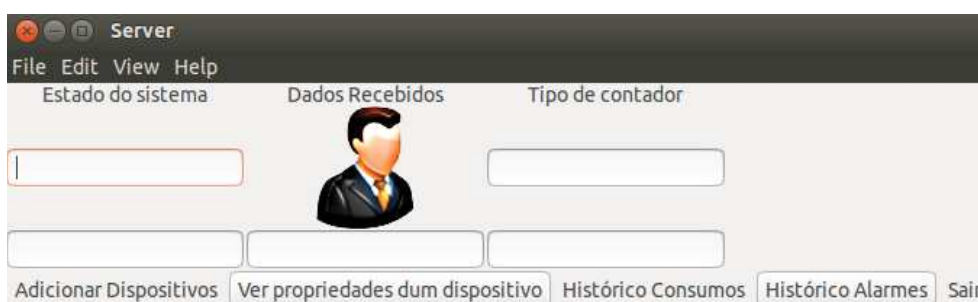 Server
File Edit View Help
Estado do sistema Dados Recebidos Tipo de contador
Adicionar Dispositivos Ver propriedades dum dispositivo Histórico Consumos Histórico Alarmes Sai